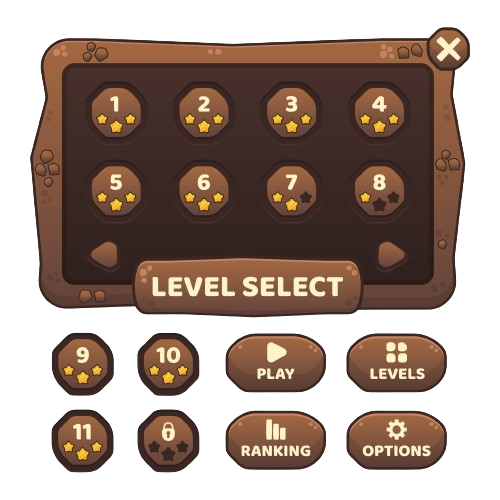 1 2 3 4
5 6 7 8
LEVEL SELECT
9 10 PLAY LEVELS
11 RANKING OPTIONS